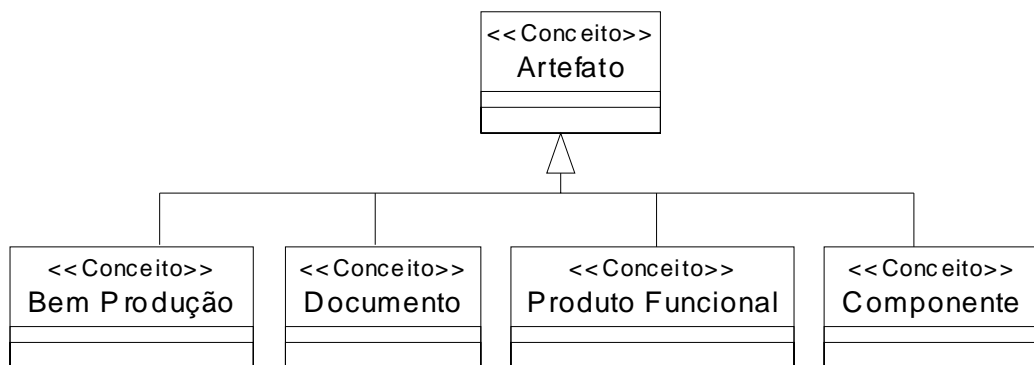 <<Conceito>>
Artefato
<<Conceito>>
Bem Produção
<<Conceito>>
Documento
<<Conceito>>
Produto Funcional
<<Conceito>>
Componente